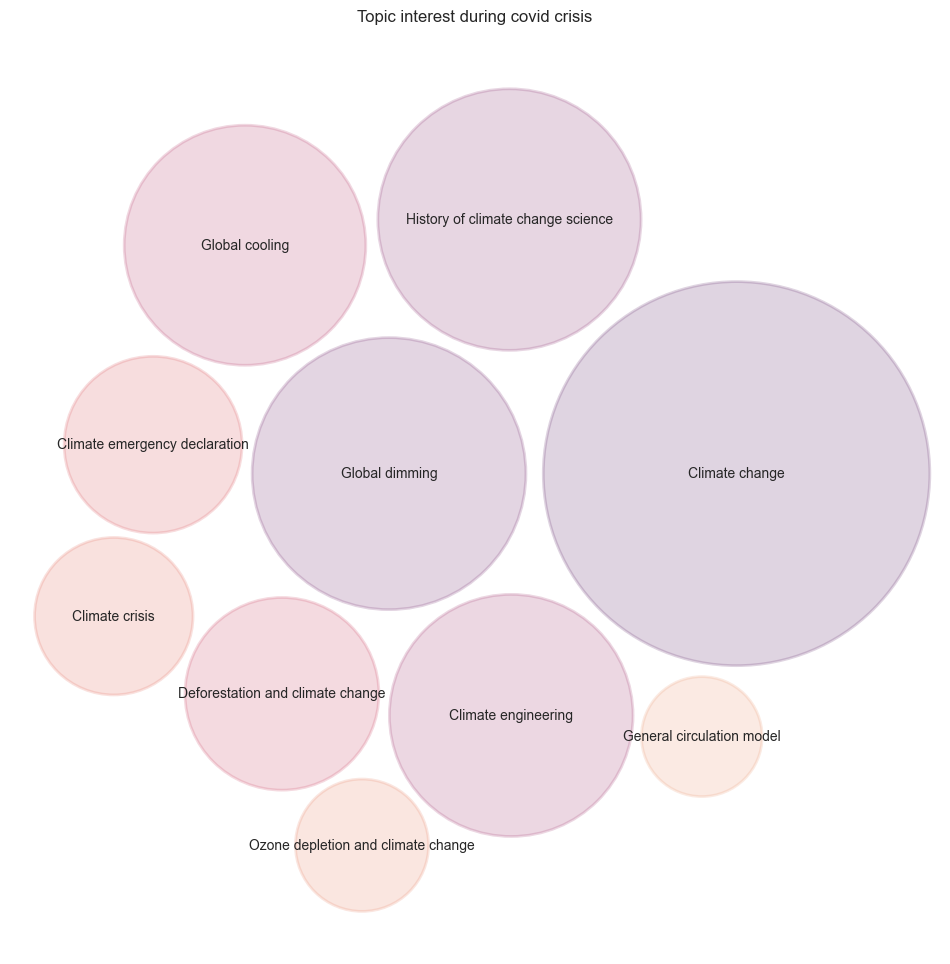 Topic interest during covid crisis
History of climate change science
Global cooling
Climate emergency declaration
Global dimming
Climate change
Climate crisis
Deforestation and climate change
Climate engineering
General circulation model
Ozone depletion and climate change